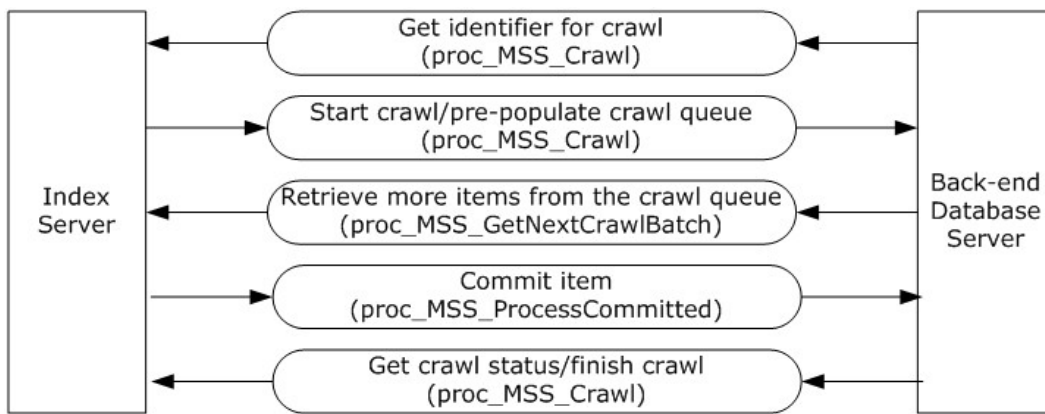 Get identifier for crawl
(proc_MSS_Crawl)
Start crawl/pre-populate crawl queue
(proc_MSS_Crawl)
Index
Server
Retrieve more items from the crawl queue
(proc_MSS_GetNextCrawlBatch)
Back-end
Database
Server
Commit item
(proc_MSS_ProcessCommitted)
Get crawl status/finish crawl
(proc_MSS_Crawl)